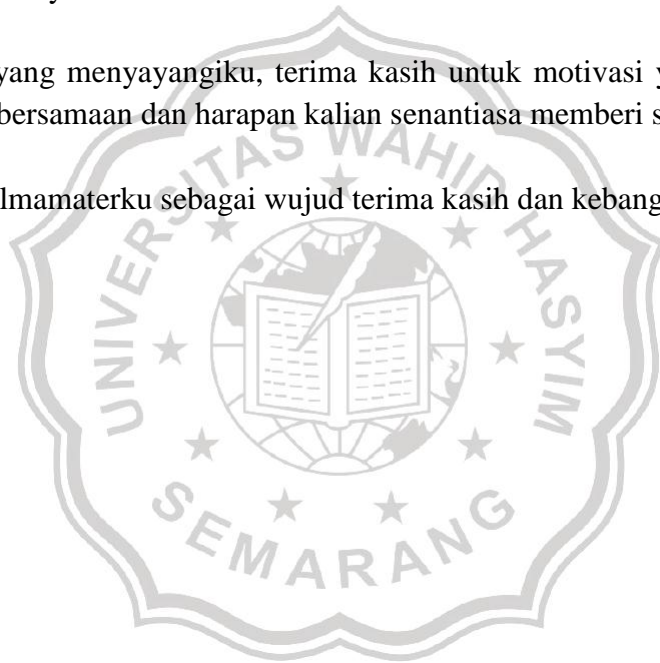 yang menyayangiku, terima kasih untuk motivasi
bersamaan dan harapan kalian senantiasa memberi
lmamaterku sebagai wujud terima kasih dan kebang
UNIVERSITAS WAHID HASYIM
SEMARANG